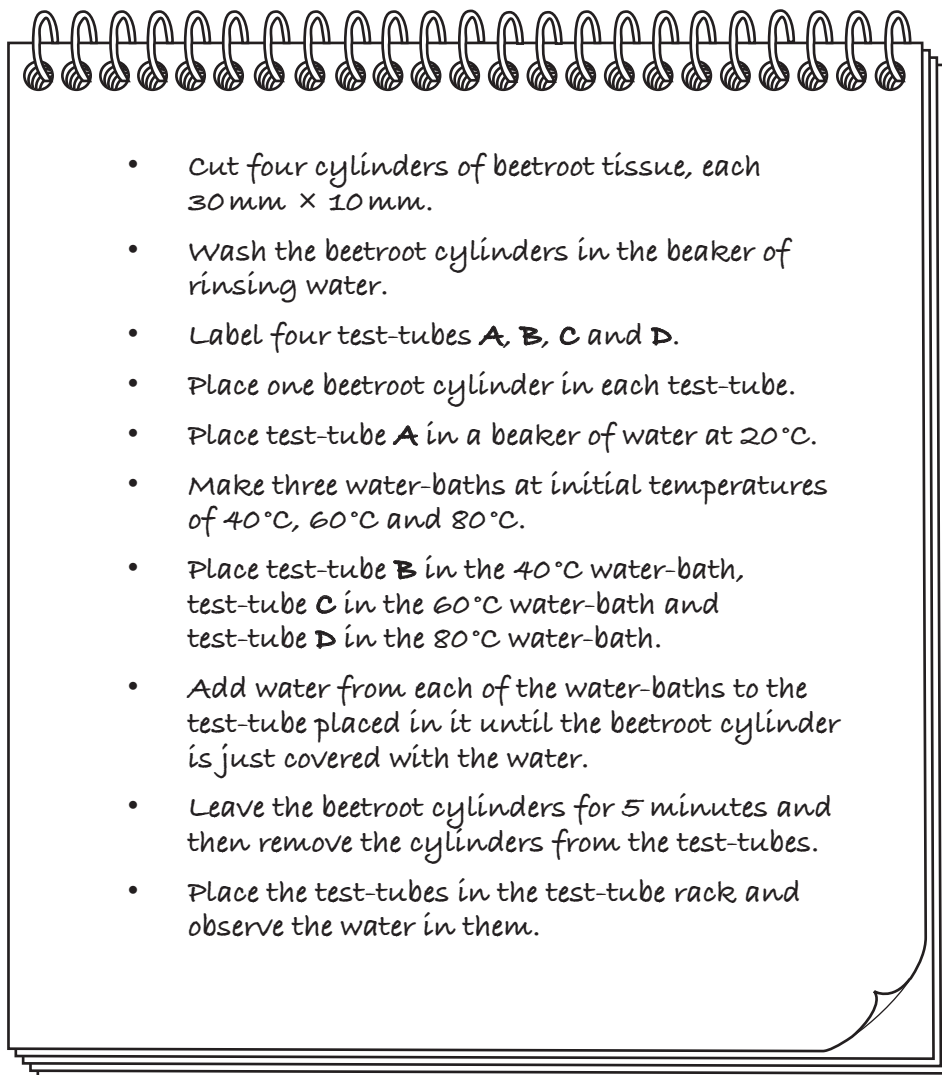 • Cut four cylinders of beetroot tissue, each
30 mm × 10 mm.
• Wash the beetroot cylinders in the beaker of
rinsing water.
• Label four test-tubes A, B, C and D.
• Place one beetroot cylinder in each test-tube.
• Place test-tube A in a beaker of water at 20 °C.
• Make three water-baths at initial temperatures
of 40 °C, 60 °C and 80 °C.
• Place test-tube B in the 40 °C water-bath,
test-tube C in the 60 °C water-bath and
test-tube D in the 80 °C water-bath.
• Add water from each of the water-baths to the
test-tube placed in it until the beetroot cylinder
is just covered with the water.
• Leave the beetroot cylinders for 5 minutes and
then remove the cylinders from the test-tubes.
• Place the test-tubes in the test-tube rack and
observe the water in them.